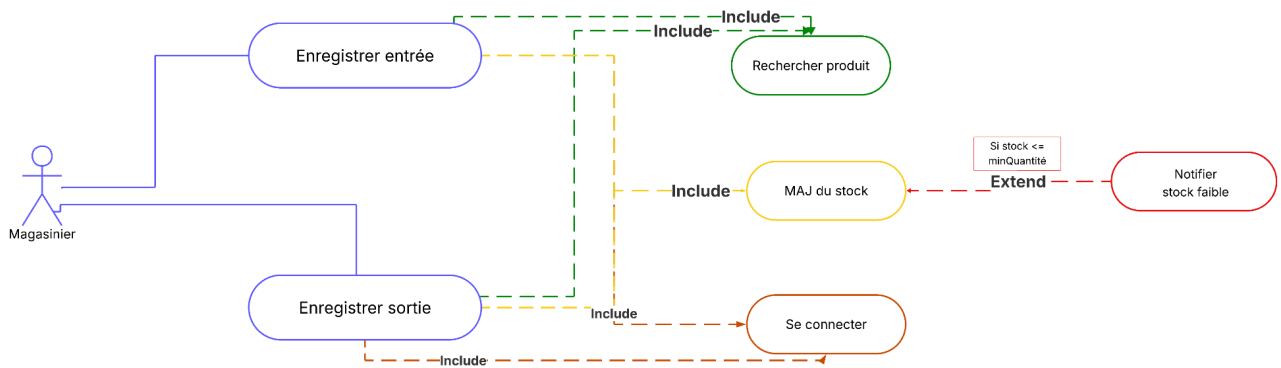 Include
Include
Enregistrer entrée
Rechercher produit
Si stock <=
minQuantité
Extend
Notifier
stock faible
Include
MAJ du stock
Magasinier
Enregistrer sortie
Include
Se connecter
Include